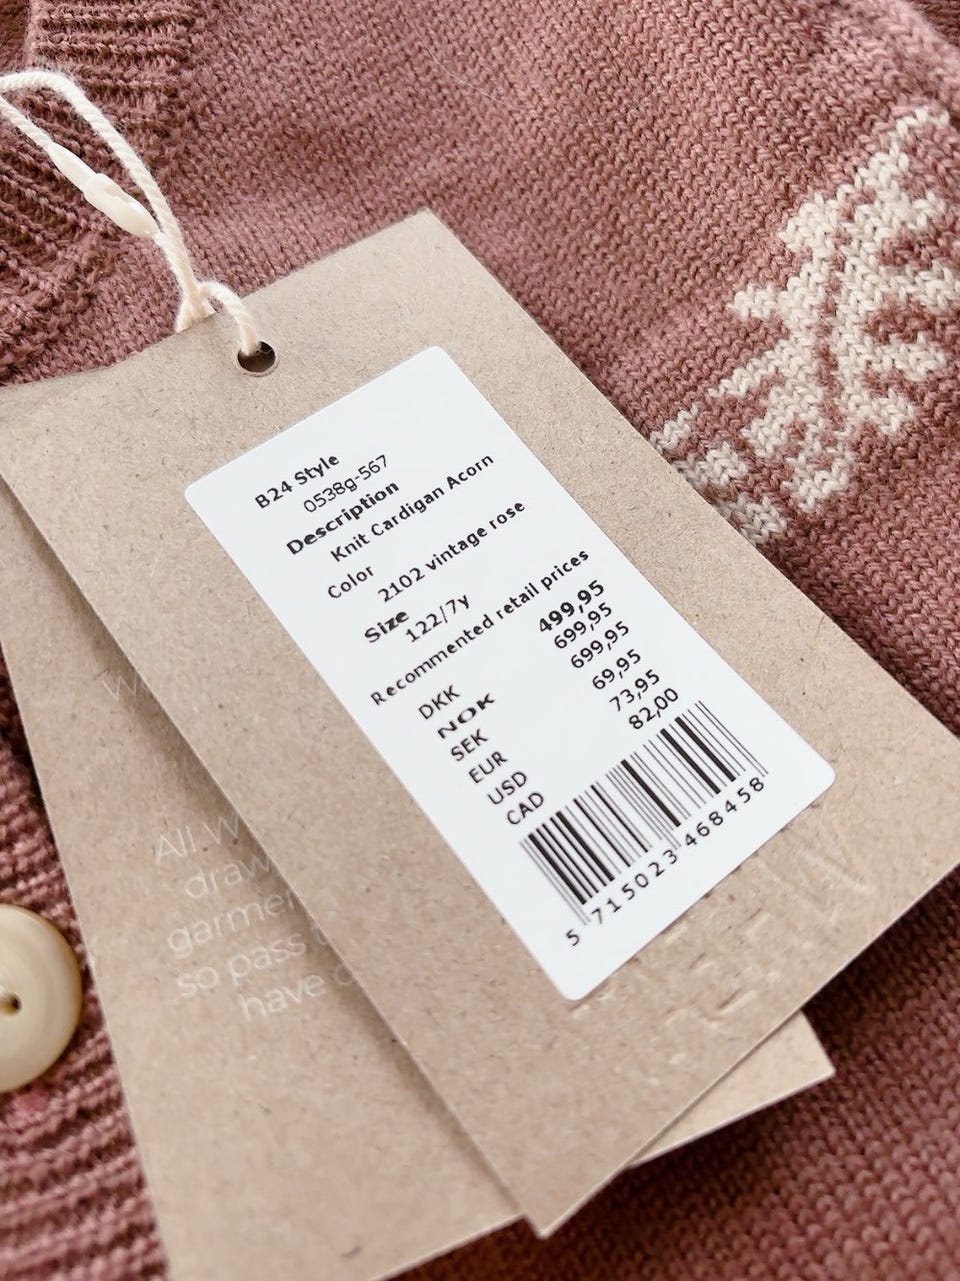 B24 Style
0538g-567
Description
Knit Cardigan Acorn
Color
2102 vintage rose
Size
122/7y
Recommented retail prices
DKK 499,95
NOK 699,95
SEK 699,95
EUR 69,95
USD 73,95
CAD 82,00
5 715023 468458
All
draw
garme
so pass
have